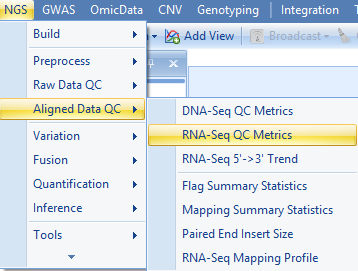 NGS GWAS OmicData CNV Genotyping Integration
Add View Broadcast
Build
Preprocess
Raw Data QC
Aligned Data QC
Variation
Fusion
Quantification
Inference
Tools
DNA-Seq QC Metrics
RNA-Seq QC Metrics
RNA-Seq 5'->3' Trend
Flag Summary Statistics
Mapping Summary Statistics
Paired End Insert Size
RNA-Seq Mapping Profile